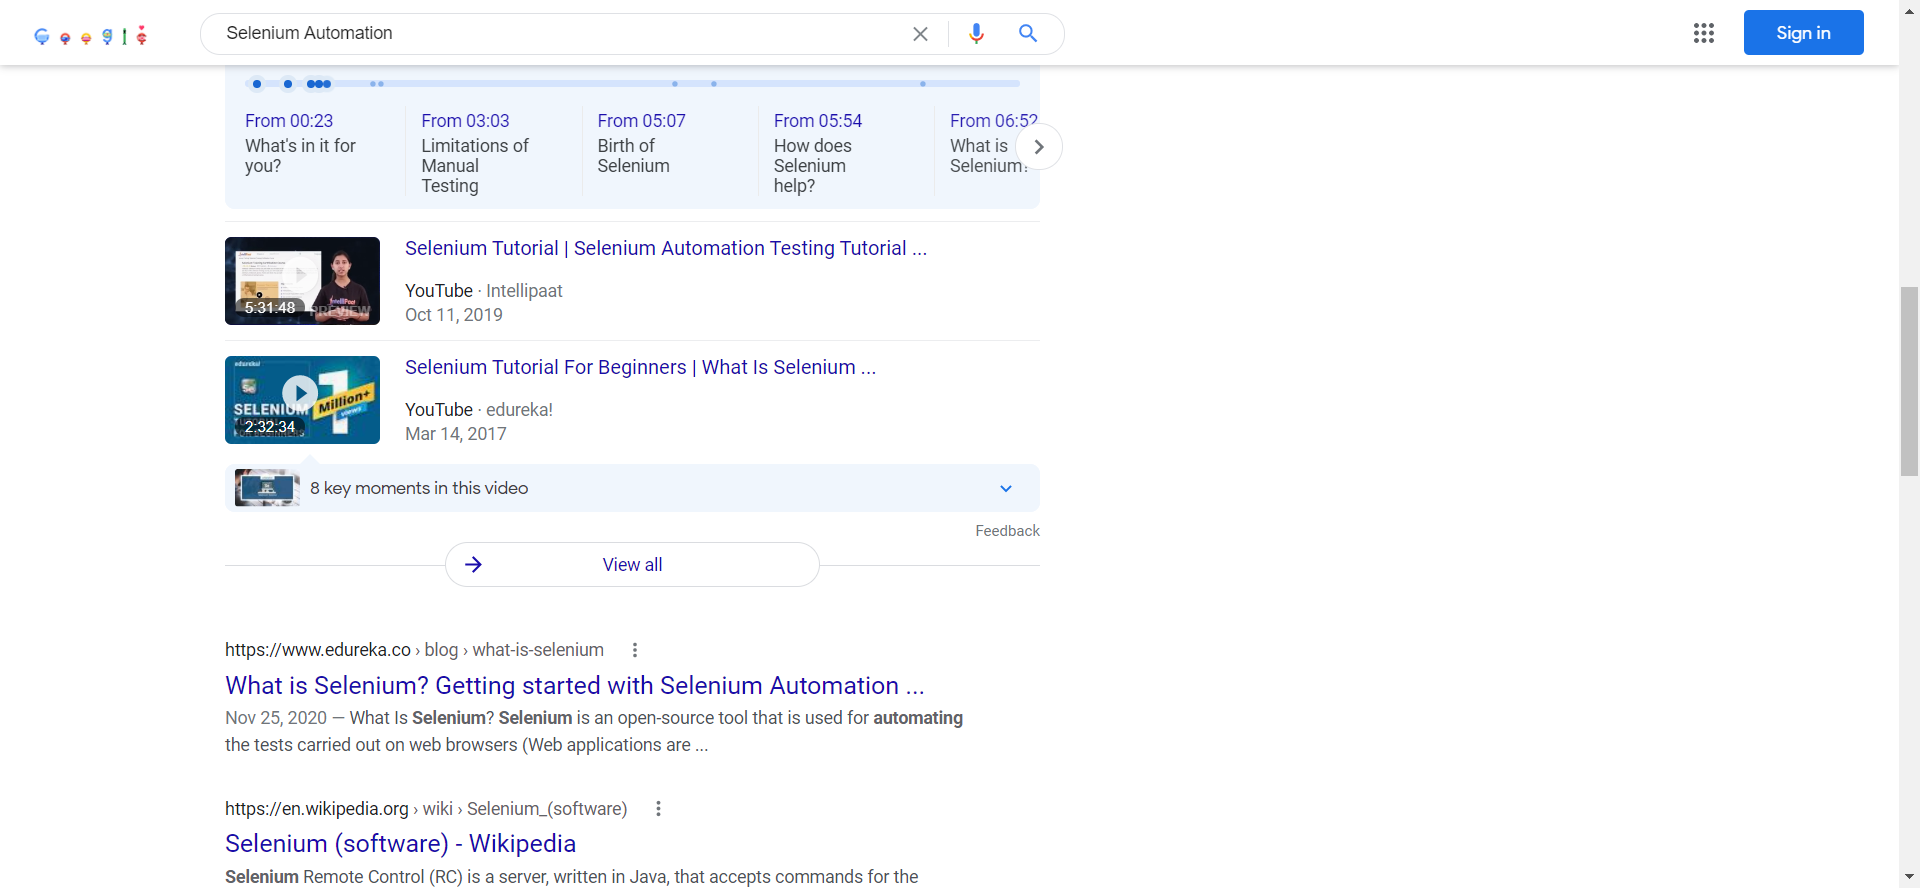 Google
Selenium Automation
Sign in
From 00:23
What's in it for
you?
From 03:03
Limitations of
Manual
Testing
From 05:07
Birth of
Selenium
From 05:54
How does
Selenium
help?
From 06:52
What is
Selenium?
Selenium Tutorial | Selenium Automation Testing Tutorial ...
YouTube · Intellipaat
Oct 11, 2019
5:31:48
PREVIEW
Selenium Tutorial For Beginners | What Is Selenium ...
YouTube · edureka!
Mar 14, 2017
edureka!
SELENIUM
1
Million+
views
2:32:34
8 key moments in this video
Feedback
View all
https://www.edureka.co › blog › what-is-selenium
What is Selenium? Getting started with Selenium Automation ...
Nov 25, 2020 — What Is Selenium? Selenium is an open-source tool that is used for automating
the tests carried out on web browsers (Web applications are ...
https://en.wikipedia.org › wiki › Selenium_(software)
Selenium (software) - Wikipedia
Selenium Remote Control (RC) is a server, written in Java, that accepts commands for the